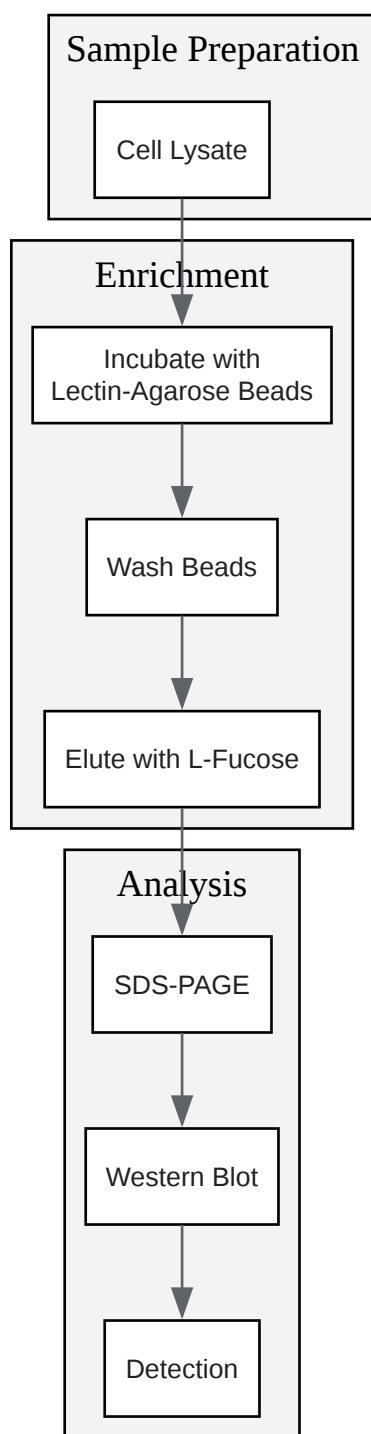 Sample Preparation
Cell Lysate
Enrichment
Incubate with
Lectin-Agarose Beads
Wash Beads
Elute with L-Fucose
Analysis
SDS-PAGE
Western Blot
Detection